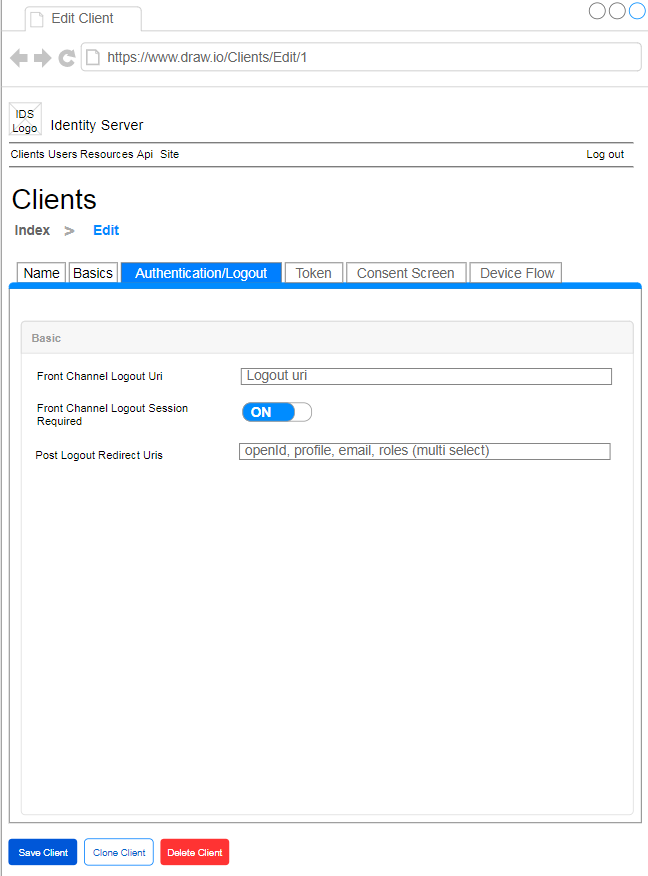 Edit Client
https://www.draw.io/Clients/Edit/1
IDS
Logo
Identity Server
Clients Users Resources Api Site
Log out
Clients
Index > Edit
Name Basics Authentication/Logout Token Consent Screen Device Flow
Basic
Front Channel Logout Uri
Logout uri
Front Channel Logout Session
Required
ON
Post Logout Redirect Uris
openId, profile, email, roles (multi select)
Save Client Clone Client Delete Client